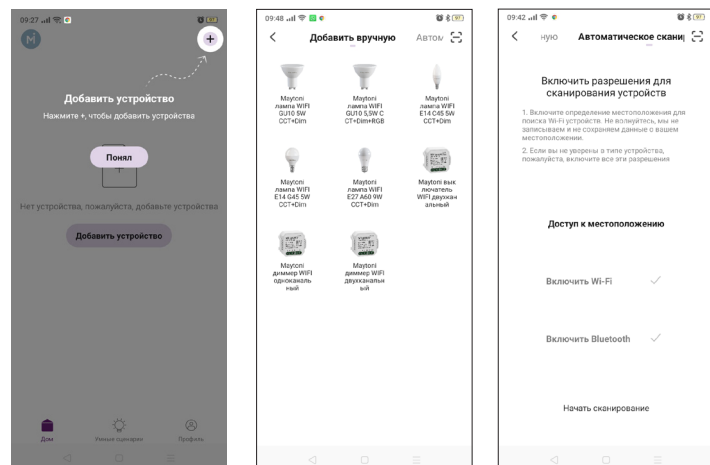 09:27
97
M
Добавить устройство
Нажмите +, чтобы добавить устройства
Понял
Нет устройства, пожалуйста, добавьте устройство
Добавить устройство
Дом
Умные сценарии
Профиль
09:48
97
Добавить вручную
Автом
Maytoni
лампа WIFI
GU10 5W
CCT+Dim
Maytoni
лампа WIFI
GU10 5,5W C
CT+Dim+RGB
Maytoni
лампа WIFI
E14 C45 5W
CCT+Dim
Maytoni
лампа WIFI
E14 G45 5W
CCT+Dim
Maytoni
лампа WIFI
E27 A60 9W
CCT+Dim
Maytoni вык
лючатель
WIFI двухкан
альный
Maytoni
диммер WIFI
одноканаль
ный
Maytoni
диммер WIFI
двухканальн
ый
09:42
97
ную
Автоматическое скани
Включить разрешения для
сканирования устройств
1. Включите определение местоположения для
поиска Wi-Fi устройств. Не волнуйтесь, мы не
записываем и не сохраняем данные о вашем
местоположении.
2. Если вы не уверены в типе устройства,
пожалуйста, включите все эти разрешения
Доступ к местоположению
Включить Wi-Fi
Включить Bluetooth
Начать сканирование